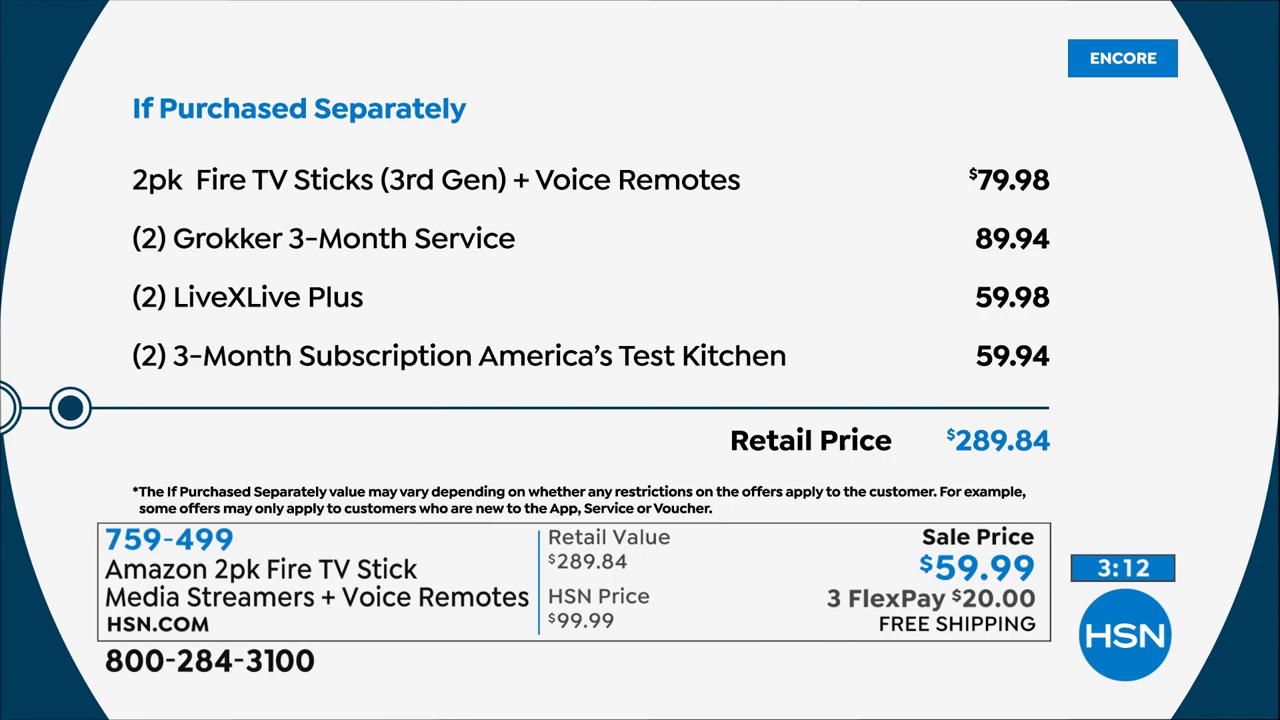 ENCORE
If Purchased Separately
2pk Fire TV Sticks (3rd Gen) + Voice Remotes $79.98
(2) Grokker 3-Month Service 89.94
(2) LiveXLive Plus 59.98
(2) 3-Month Subscription America's Test Kitchen 59.94
Retail Price $289.84
*The If Purchased Separately value may vary depending on whether any restrictions on the offers apply to the customer. For example,
some offers may only apply to customers who are new to the App, Service or Voucher.
759-499
Amazon 2pk Fire TV Stick
Media Streamers + Voice Remotes
HSN.COM
Retail Value
$289.84
HSN Price
$99.99
Sale Price
$59.99
3 FlexPay $20.00
FREE SHIPPING
3:12
HSN
800-284-3100